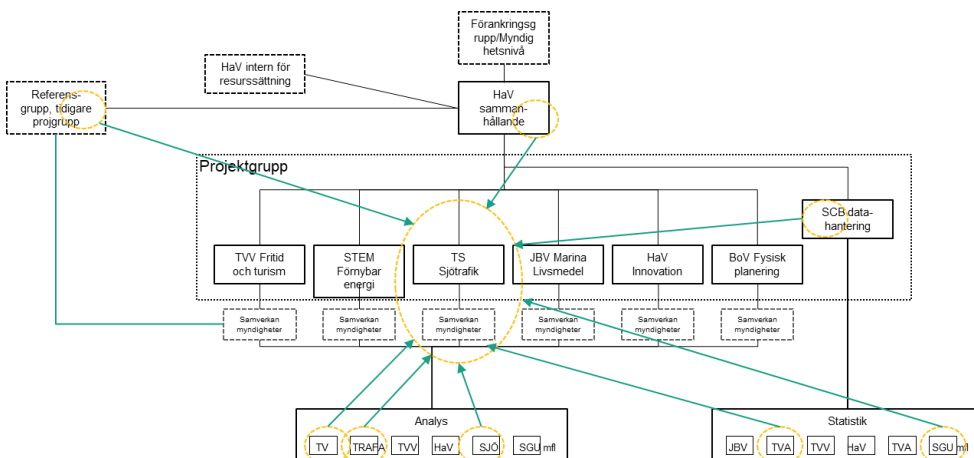 Förankringsg
rupp/Myndig
hetsnivå
HaV intern för
resurssättning
Referens-
grupp, tidigare
projgrupp
HaV
samman-
hållande
Projektgrupp
SCB data-
hantering
TVV Fritid
och turism
STEM
Förnybar
energi
TS
Sjötrafik
JBV Marina
Livsmedel
HaV
Innovation
BoV Fysisk
planering
Samverkan
myndigheter
Samverkan
myndigheter
Samverkan
myndigheter
Samverkan
myndigheter
Samverkan
myndigheter
Samverkan
myndigheter
Analys
TV TRAFA TVV HaV SJÖ SGU mfl
Statistik
JBV TVA TVV HaV TVA SGU mfl